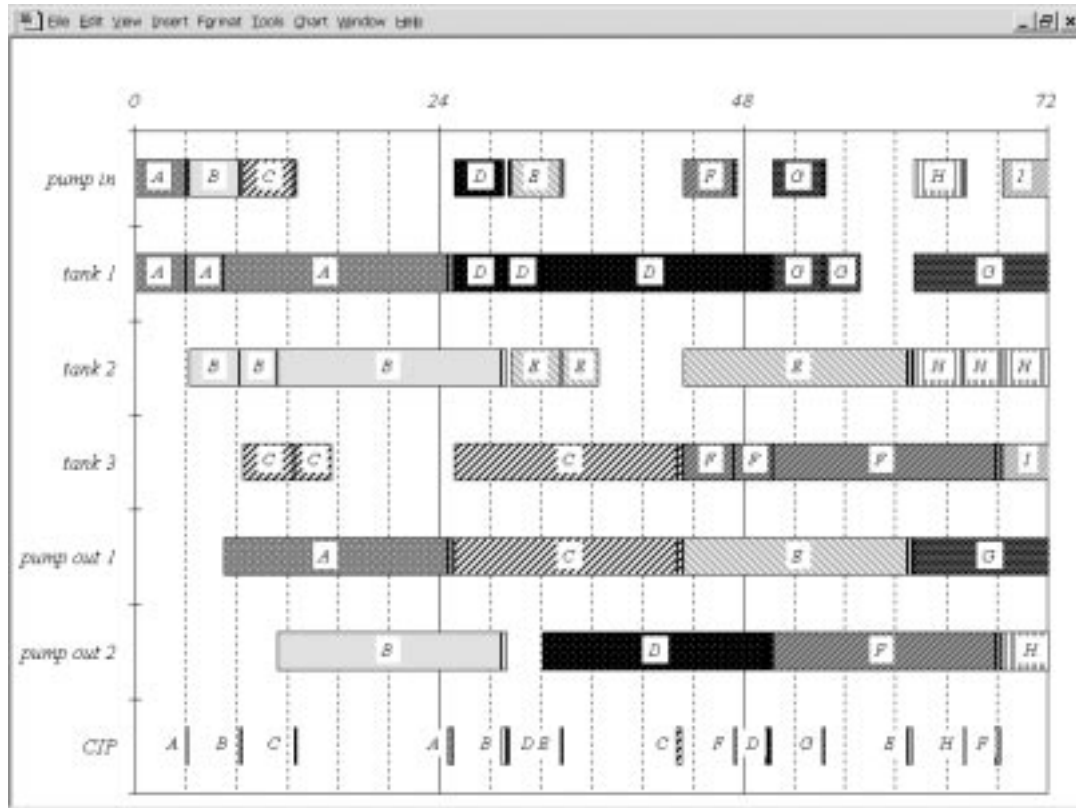 File Edit View Insert Format Tools Chart Window Help
0 24 48 72
pump in A B C D E F G H I
tank 1 A A A D D D G G G
tank 2 B B B E E E H H H
tank 3 C C C F F F I
pump out 1 A C E G
pump out 2 B D F H
CIP A B C A B D E C F D G E H F